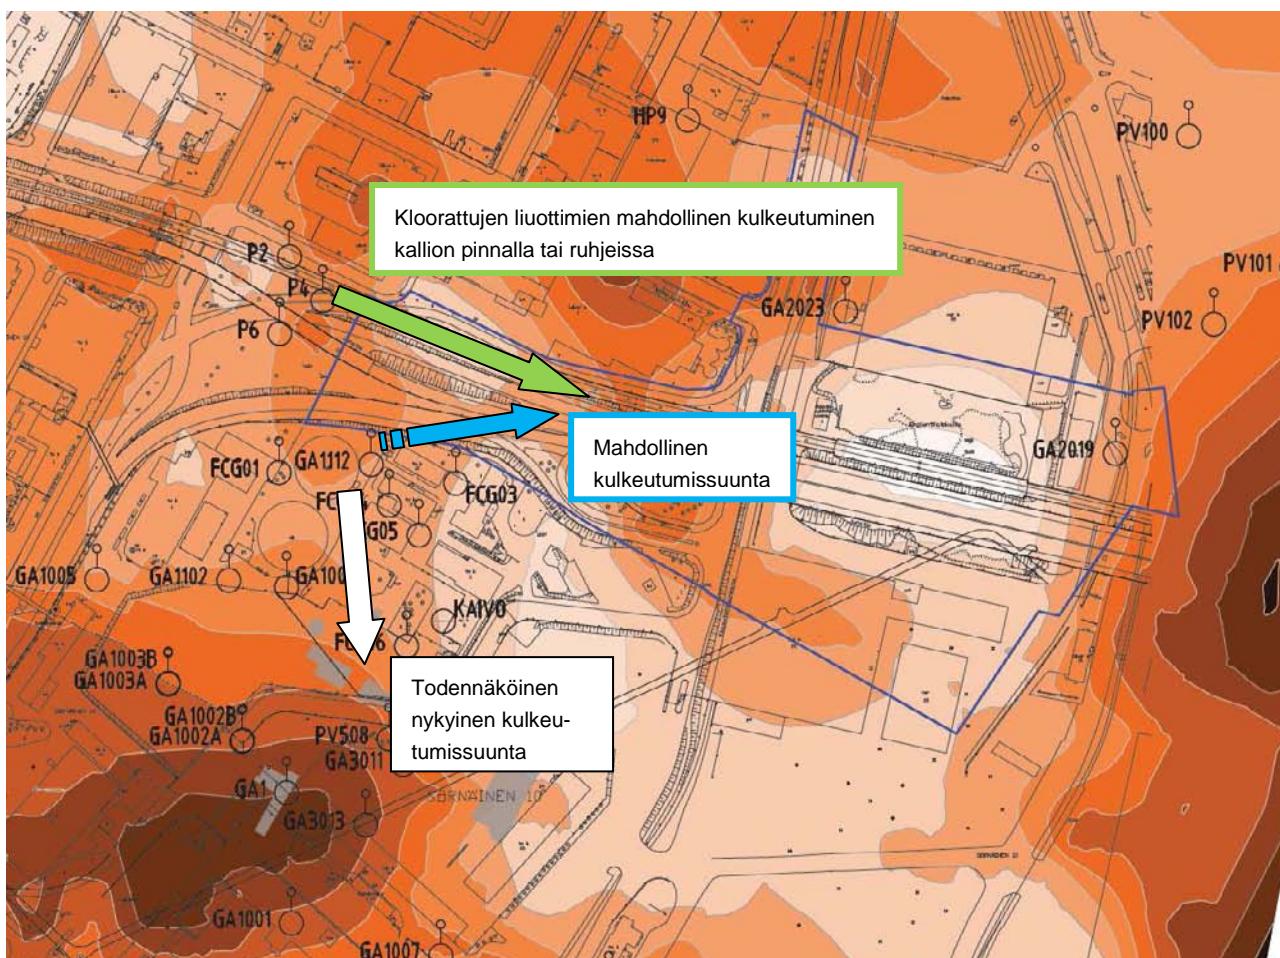 HP9
PV100
Kloorattujen liuottimien mahdollinen kulkeutuminen
kallion pinnalla tai ruhjeissa
P2
PV101
P4
GA2023
PV102
P6
Mahdollinen
kulkeutumissuunta
GA2019
FCG01
GA1112
FCG03
GA1005
GA1102
KAIVO
GA1003B
GA1003A
Todennäköinen
nykyinen kulkeu-
tumissuunta
GA1002B
GA1002A
PV508
GA3011
GA1
SÖRNÄINEN 10
GA3013
GA1001
GA1007